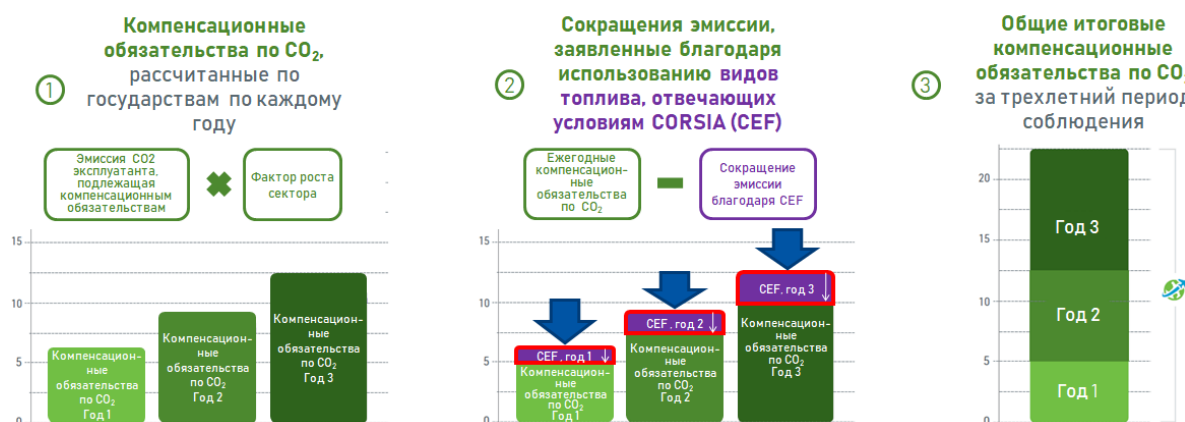 Компенсационные
обязательства по CO₂,
рассчитанные по
государствам по каждому
году
1
Эмиссия CO2
эксплуатанта,
подлежащая
компенсационным
обязательствам
Фактор роста
сектора
15
10
5
0
Компенсацион-
ные
обязательства
по CO₂
Год 1
Компенсацион-
ные
обязательства
по CO₂
Год 2
Компенсацион-
ные
обязательства
по CO₂
Год 3
Сокращения эмиссии,
заявленные благодаря
использованию видов
топлива, отвечающих
условиям CORSIA (CEF)
2
Ежегодные
компенсацион-
ные
обязательства
по CO₂
Сокращение
эмиссии
благодаря CEF
15
10
5
0
CEF, год 1
Компенсацион-
ные
обязательства
по CO₂
Год 1
CEF, год 2
Компенсацион-
ные
обязательства
по CO₂
Год 2
CEF, год 3
Компенсацион-
ные
обязательства
по CO₂
Год 3
Общие итоговые
компенсационные
обязательства по CO₂
за трехлетний период
соблюдения
3
20
15
10
5
0
Год 3
Год 2
Год 1